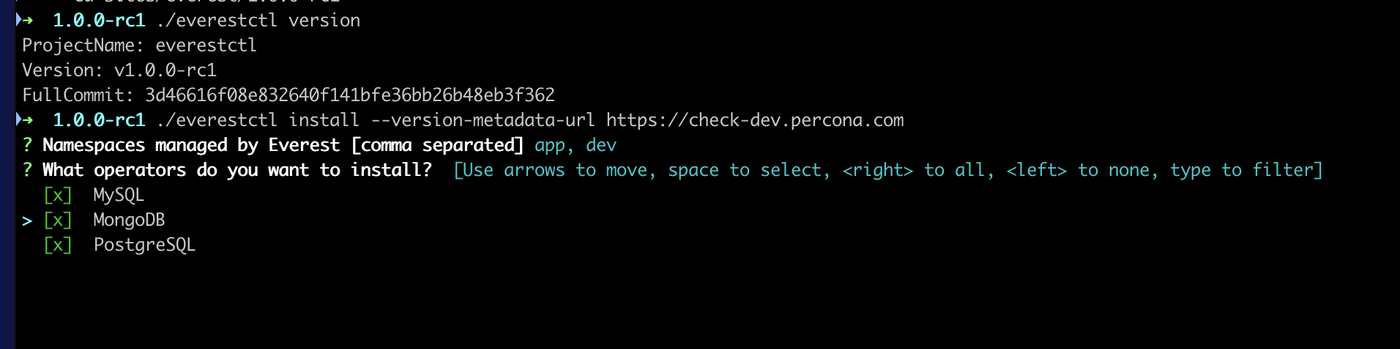 ➜ 1.0.0-rc1 ./everestctl version
ProjectName: everestctl
Version: v1.0.0-rc1
FullCommit: 3d46616f08e832640f141bfe36bb26b48eb3f362
➜ 1.0.0-rc1 ./everestctl install --version-metadata-url https://check-dev.percona.com
? Namespaces managed by Everest [comma separated] app, dev
? What operators do you want to install? [Use arrows to move, space to select, <right> to all, <left> to none, type to filter]
[x] MySQL
> [x] MongoDB
[x] PostgreSQL